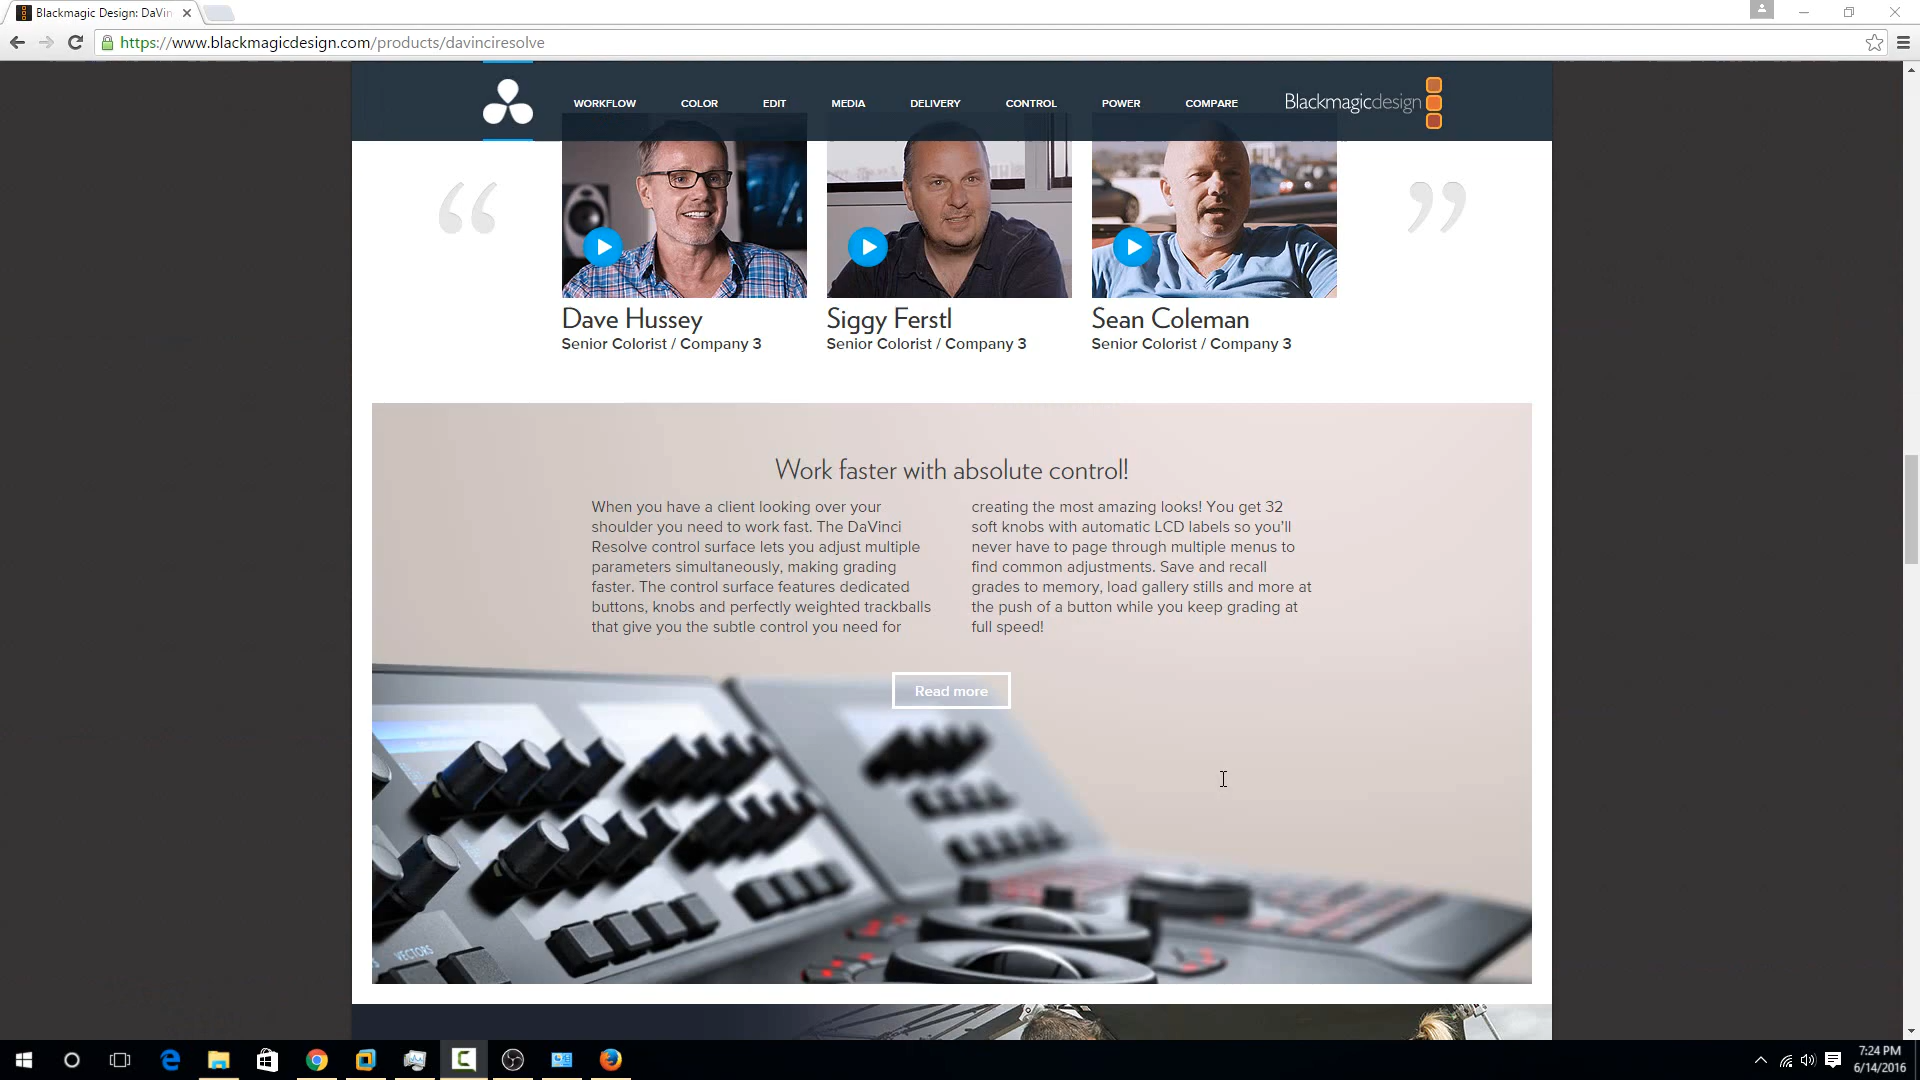 Blackmagic Design: DaVin
https://www.blackmagicdesign.com/products/davinciresolve
WORKFLOW COLOR EDIT MEDIA DELIVERY CONTROL POWER COMPARE Blackmagicdesign
“ ”
Dave Hussey
Senior Colorist / Company 3
Siggy Ferstl
Senior Colorist / Company 3
Sean Coleman
Senior Colorist / Company 3
Work faster with absolute control!
When you have a client looking over your
shoulder you need to work fast. The DaVinci
Resolve control surface lets you adjust multiple
parameters simultaneously, making grading
faster. The control surface features dedicated
buttons, knobs and perfectly weighted trackballs
that give you the subtle control you need for
creating the most amazing looks! You get 32
soft knobs with automatic LCD labels so you'll
never have to page through multiple menus to
find common adjustments. Save and recall
grades to memory, load gallery stills and more at
the push of a button while you keep grading at
full speed!
Read more
VECTORS
7:24 PM
6/14/2016